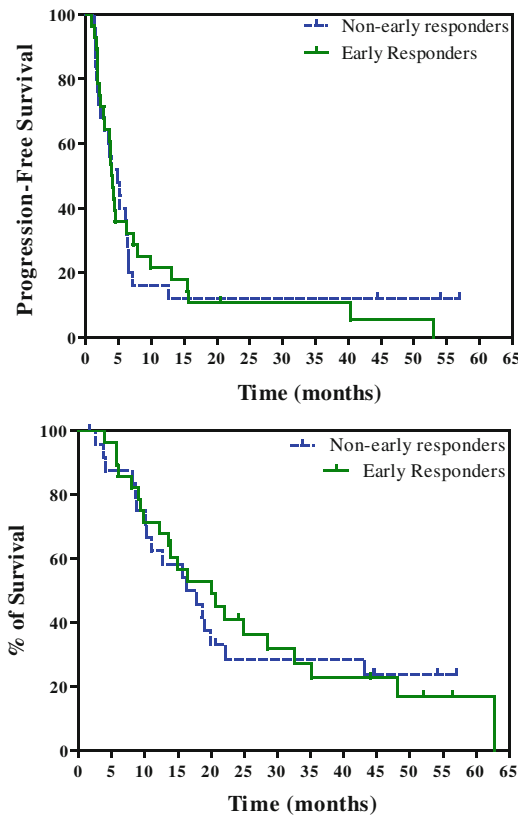 Progression-Free Survival
100
80
60
40
20
0
Non-early responders
Early Responders
0 5 10 15 20 25 30 35 40 45 50 55 60 65
Time (months)
% of Survival
100
80
60
40
20
0
Non-early responders
Early Responders
0 5 10 15 20 25 30 35 40 45 50 55 60 65
Time (months)